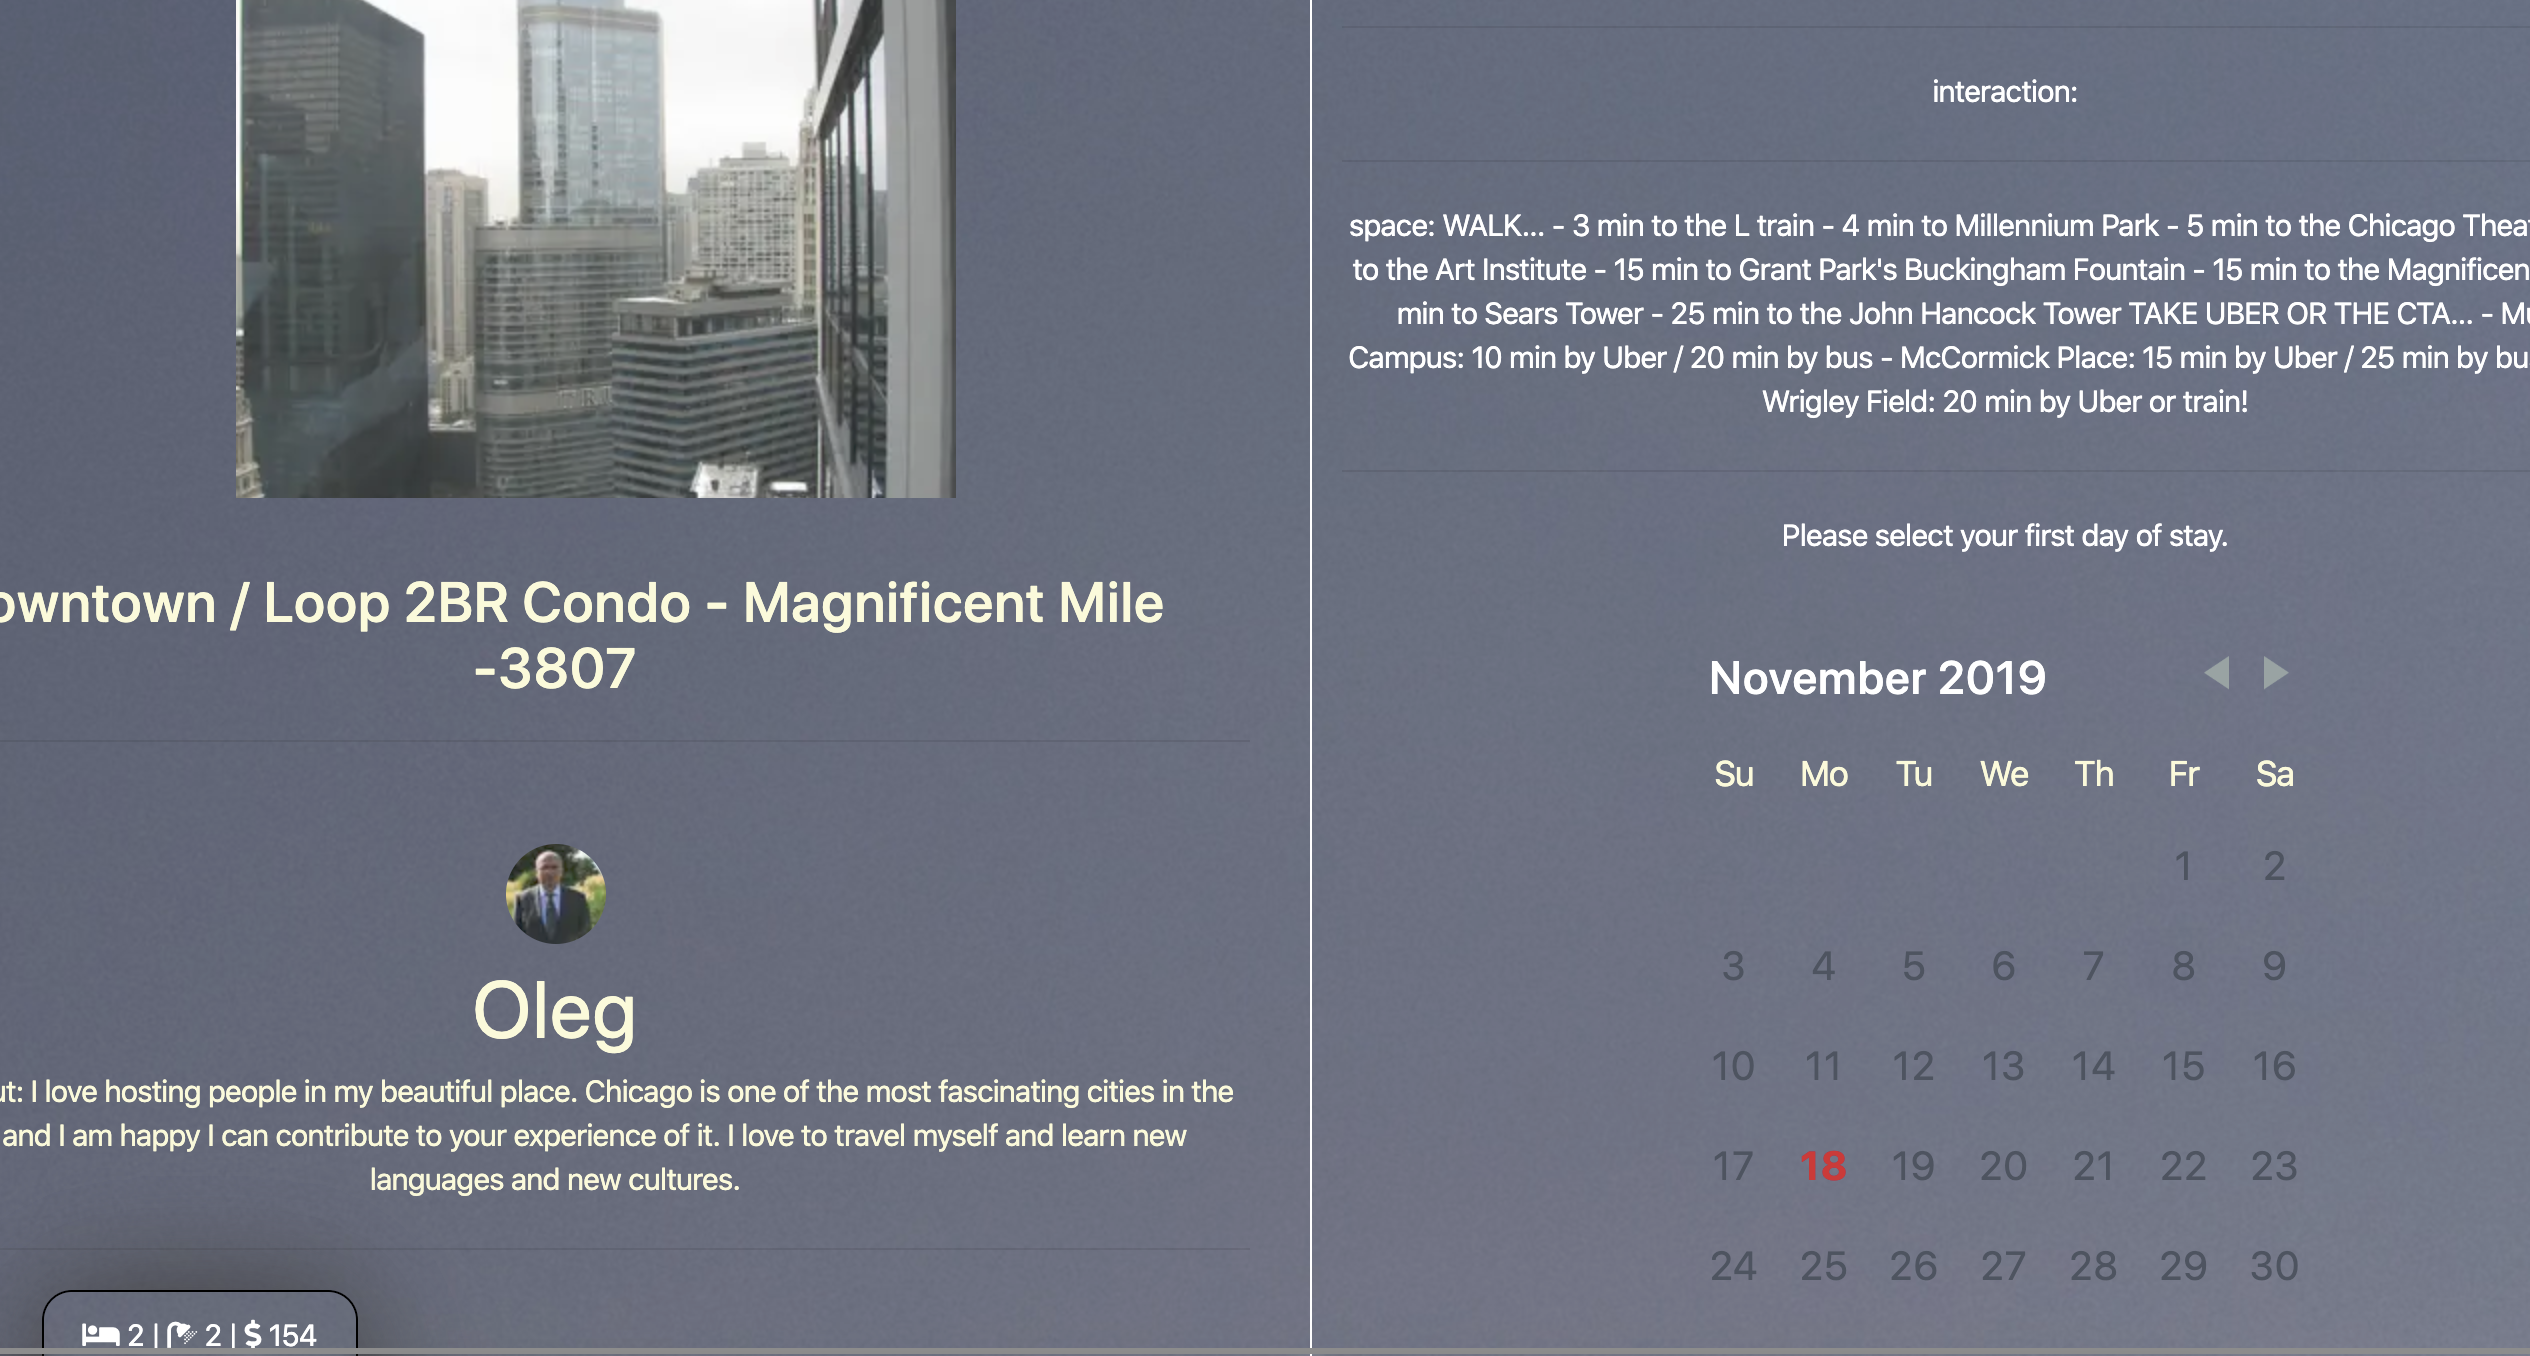 owntown / Loop 2BR Condo - Magnificent Mile
-3807
Oleg
ut: I love hosting people in my beautiful place. Chicago is one of the most fascinating cities in the
and I am happy I can contribute to your experience of it. I love to travel myself and learn new
languages and new cultures.
2 | 2 | $ 154
interaction:
space: WALK... - 3 min to the L train - 4 min to Millennium Park - 5 min to the Chicago Theat
to the Art Institute - 15 min to Grant Park's Buckingham Fountain - 15 min to the Magnificen
min to Sears Tower - 25 min to the John Hancock Tower TAKE UBER OR THE CTA... - Mu
Campus: 10 min by Uber / 20 min by bus - McCormick Place: 15 min by Uber / 25 min by bu
Wrigley Field: 20 min by Uber or train!
Please select your first day of stay.
November 2019
Su Mo Tu We Th Fr Sa
1 2
3 4 5 6 7 8 9
10 11 12 13 14 15 16
17 18 19 20 21 22 23
24 25 26 27 28 29 30